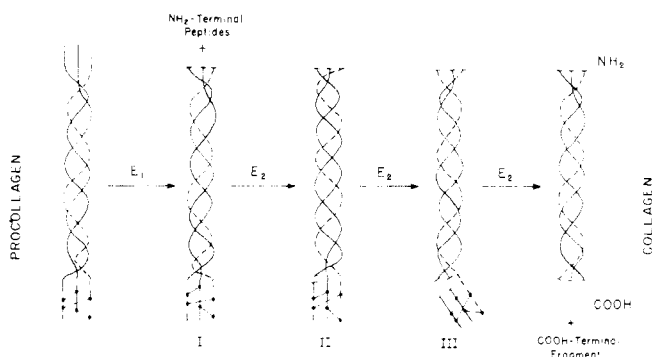 NH2-Terminal
Peptides
+
NH2
PROCOLLAGEN
E1
E2
E2
E2
COLLAGEN
COOH
I
II
III
+
COOH-Terminal
Fragment